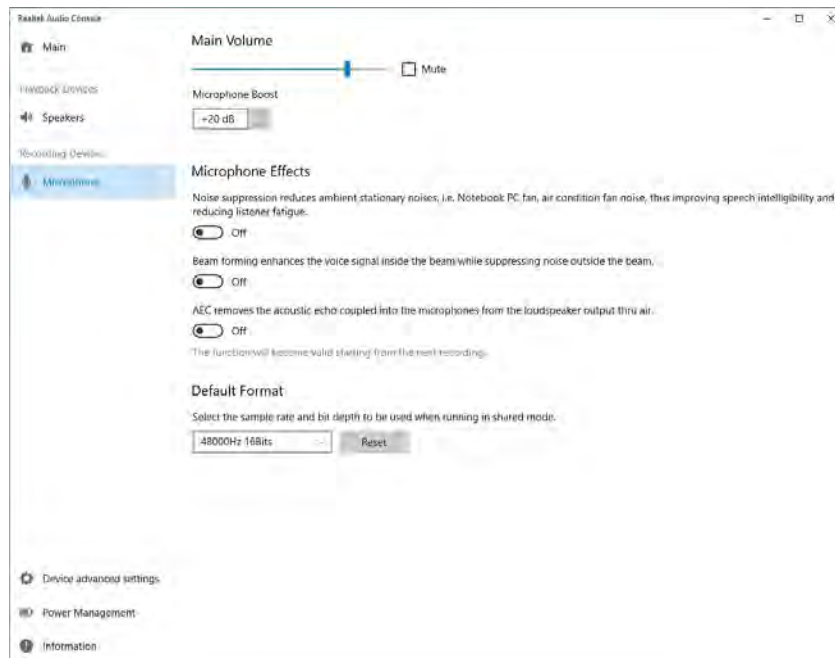 Realtek Audio Console
Main
Playback Devices
Speakers
Recording Devices
Microphone
Main Volume
Mute
Microphone Boost
+20 dB
Microphone Effects
Noise suppression reduces ambient stationary noises, i.e. Notebook PC fan, air condition fan noise, thus improving speech intelligibility and
reducing listener fatigue.
Off
Beam forming enhances the voice signal inside the beam while suppressing noise outside the beam.
Off
AEC removes the acoustic echo coupled into the microphones from the loudspeaker output thru air.
Off
The function will become valid starting from the next recording.
Default Format
Select the sample rate and bit depth to be used when running in shared mode.
48000Hz 16Bits
Reset
Device advanced settings
Power Management
Information